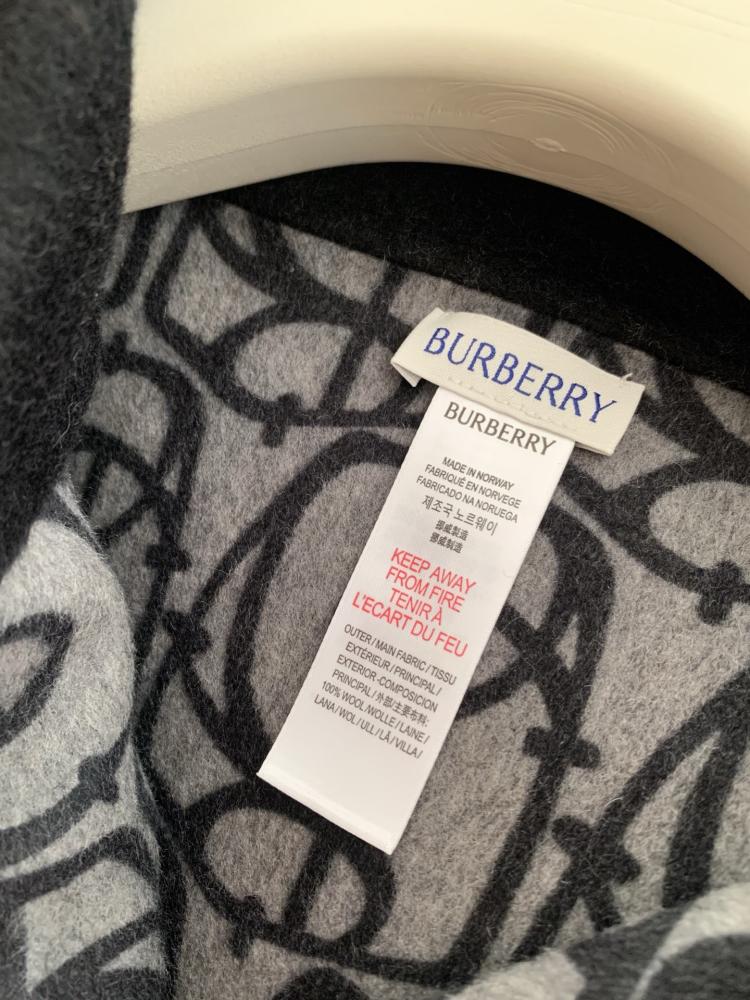 BURBERRY
BURBERRY
MADE IN NORWAY
FABRIQUÉ EN NORVEGE
FABRICADO NA NORUEGA
제조국 노르웨이
挪威製造
挪威製造
KEEP AWAY
FROM FIRE
TENIR À
L'ECART DU FEU
OUTER / MAIN FABRIC / TISSU
EXTÉRIEUR / PRINCIPAL /
EXTERIOR-COMPOSICION
PRINCIPAL / 外部/主要布料:
100% WOOL /WOLLE / LAINE /
LANA / WOL / ULL / LÃ / VILLA /